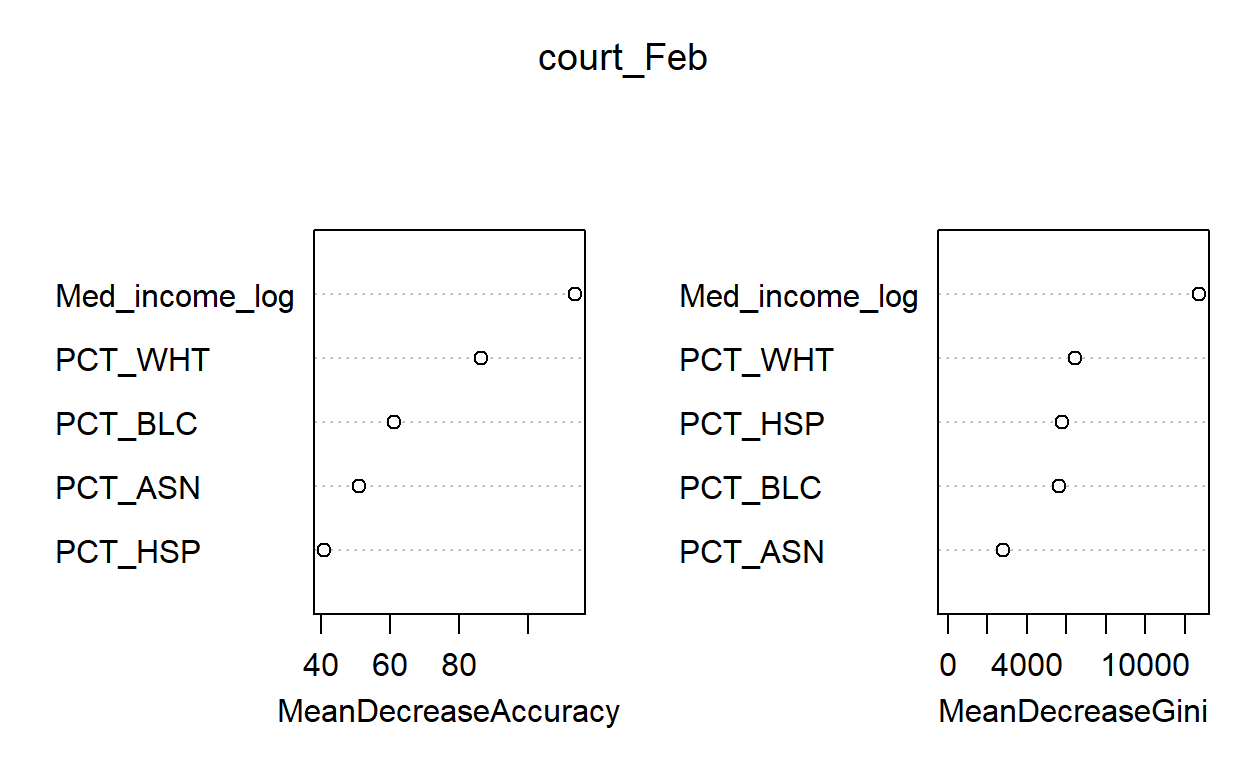 court_Feb
Med_income_log
PCT_WHT
PCT_BLC
PCT_ASN
PCT_HSP
40 60 80
MeanDecreaseAccuracy
Med_income_log
PCT_WHT
PCT_HSP
PCT_BLC
PCT_ASN
0 4000 10000
MeanDecreaseGini